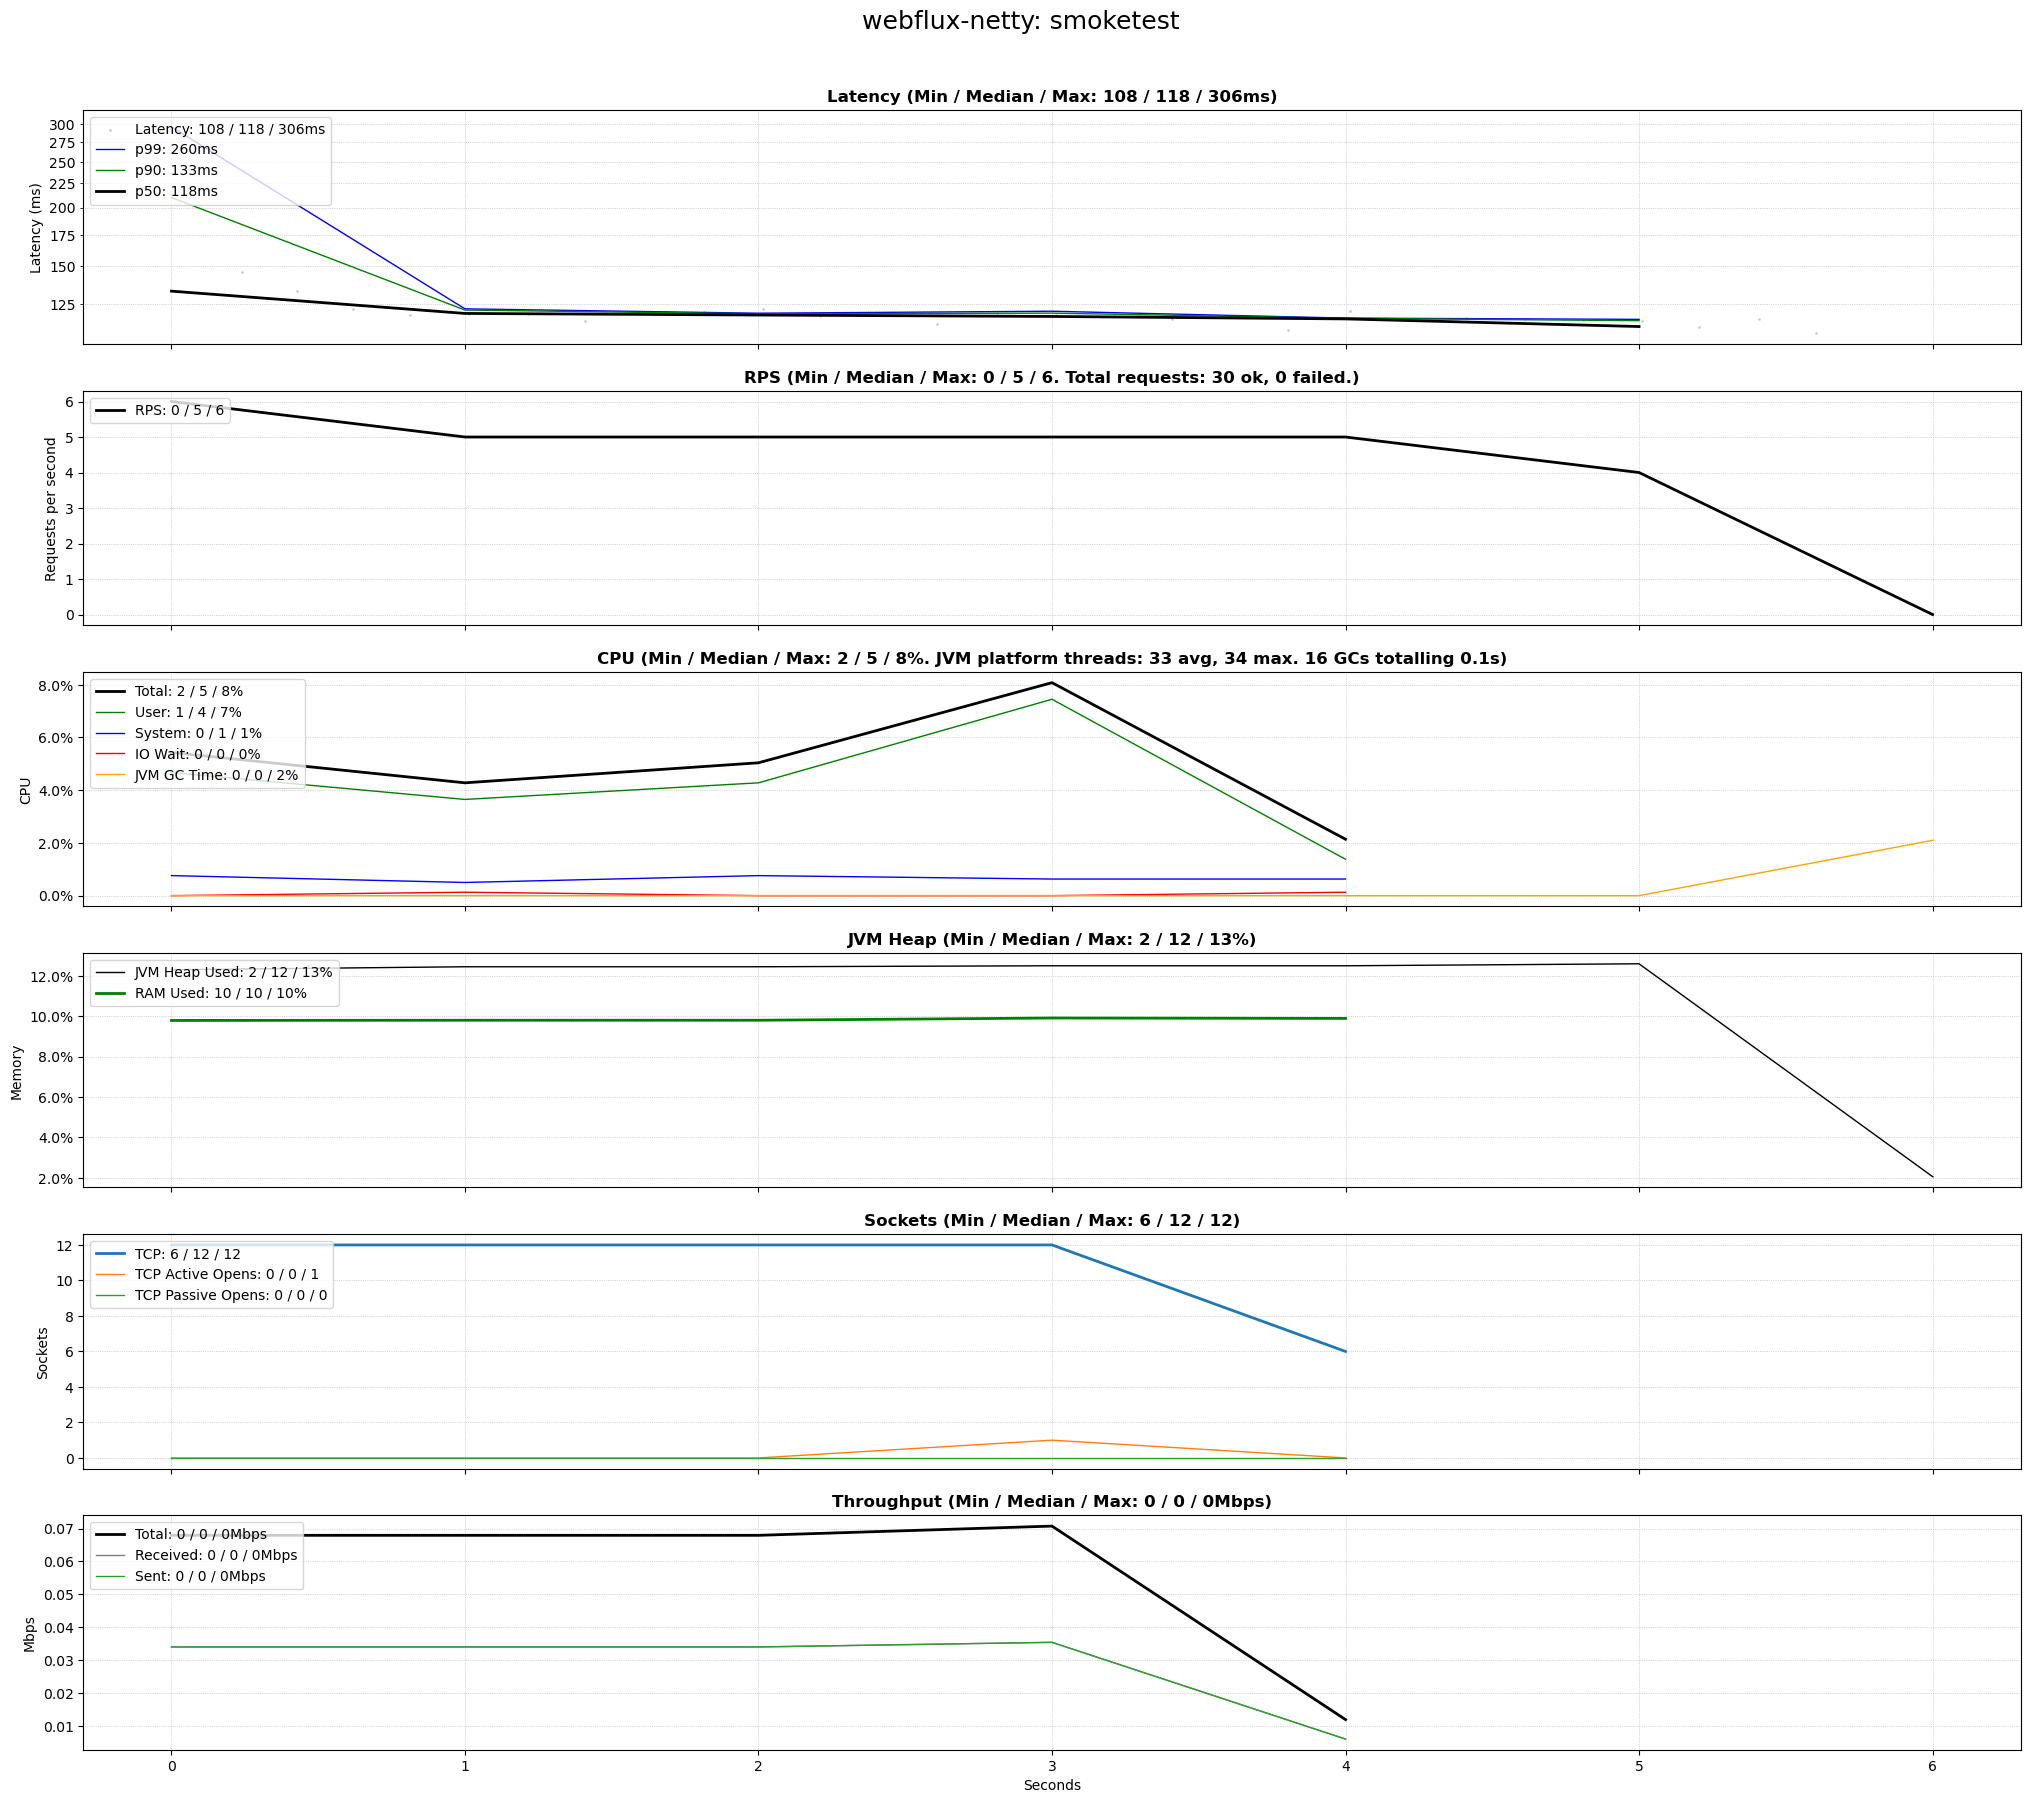 webflux-netty: smoketest
Latency (Min / Median / Max: 108 / 118 / 306ms)
Latency (ms)
300
275
250
225
200
175
150
125
Latency: 108 / 118 / 306ms
p99: 260ms
p90: 133ms
p50: 118ms
RPS (Min / Median / Max: 0 / 5 / 6. Total requests: 30 ok, 0 failed.)
Requests per second
6
5
4
3
2
1
0
RPS: 0 / 5 / 6
CPU (Min / Median / Max: 2 / 5 / 8%. JVM platform threads: 33 avg, 34 max. 16 GCs totalling 0.1s)
CPU
8.0%
6.0%
4.0%
2.0%
0.0%
Total: 2 / 5 / 8%
User: 1 / 4 / 7%
System: 0 / 1 / 1%
IO Wait: 0 / 0 / 0%
JVM GC Time: 0 / 0 / 2%
JVM Heap (Min / Median / Max: 2 / 12 / 13%)
Memory
12.0%
10.0%
8.0%
6.0%
4.0%
2.0%
JVM Heap Used: 2 / 12 / 13%
RAM Used: 10 / 10 / 10%
Sockets (Min / Median / Max: 6 / 12 / 12)
Sockets
12
10
8
6
4
2
0
TCP: 6 / 12 / 12
TCP Active Opens: 0 / 0 / 1
TCP Passive Opens: 0 / 0 / 0
Throughput (Min / Median / Max: 0 / 0 / 0Mbps)
Mbps
0.07
0.06
0.05
0.04
0.03
0.02
0.01
Total: 0 / 0 / 0Mbps
Received: 0 / 0 / 0Mbps
Sent: 0 / 0 / 0Mbps
0 1 2 3 4 5 6
Seconds